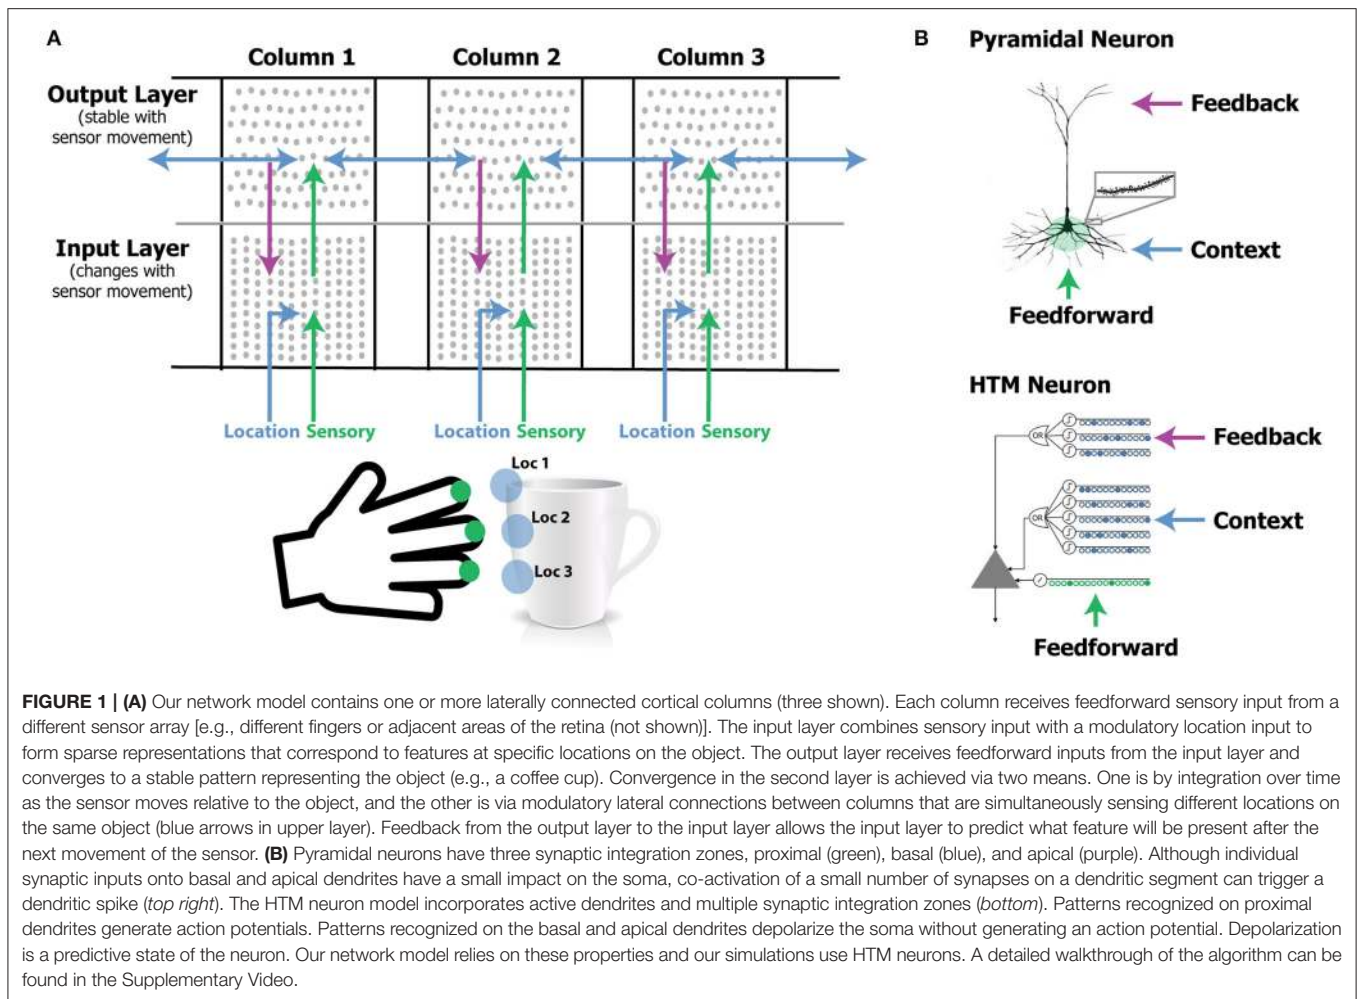 A
Column 1
Column 2
Column 3
Output Layer
(stable with
sensor movement)
Input Layer
(changes with
sensor movement)
Location Sensory
Location Sensory
Location Sensory
Loc 1
Loc 2
Loc 3
B
Pyramidal Neuron
Feedback
Context
Feedforward
HTM Neuron
OR
Feedback
OR
Context
Feedforward
FIGURE 1 | (A) Our network model contains one or more laterally connected cortical columns (three shown). Each column receives feedforward sensory input from a
different sensor array [e.g., different fingers or adjacent areas of the retina (not shown)]. The input layer combines sensory input with a modulatory location input to
form sparse representations that correspond to features at specific locations on the object. The output layer receives feedforward inputs from the input layer and
converges to a stable pattern representing the object (e.g., a coffee cup). Convergence in the second layer is achieved via two means. One is by integration over time
as the sensor moves relative to the object, and the other is via modulatory lateral connections between columns that are simultaneously sensing different locations on
the same object (blue arrows in upper layer). Feedback from the output layer to the input layer allows the input layer to predict what feature will be present after the
next movement of the sensor. (B) Pyramidal neurons have three synaptic integration zones, proximal (green), basal (blue), and apical (purple). Although individual
synaptic inputs onto basal and apical dendrites have a small impact on the soma, co-activation of a small number of synapses on a dendritic segment can trigger a
dendritic spike (top right). The HTM neuron model incorporates active dendrites and multiple synaptic integration zones (bottom). Patterns recognized on proximal
dendrites generate action potentials. Patterns recognized on the basal and apical dendrites depolarize the soma without generating an action potential. Depolarization
is a predictive state of the neuron. Our network model relies on these properties and our simulations use HTM neurons. A detailed walkthrough of the algorithm can be
found in the Supplementary Video.